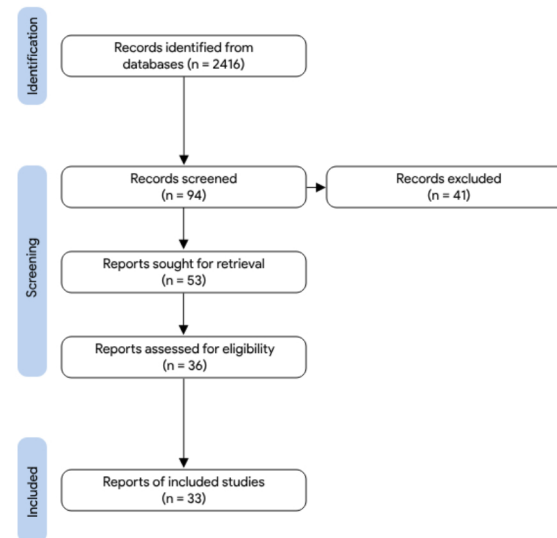 Identification
Records identified from
databases (n = 2416)
Screening
Records screened
(n = 94)
Records excluded
(n = 41)
Reports sought for retrieval
(n = 53)
Reports assessed for eligibility
(n = 36)
Included
Reports of included studies
(n = 33)